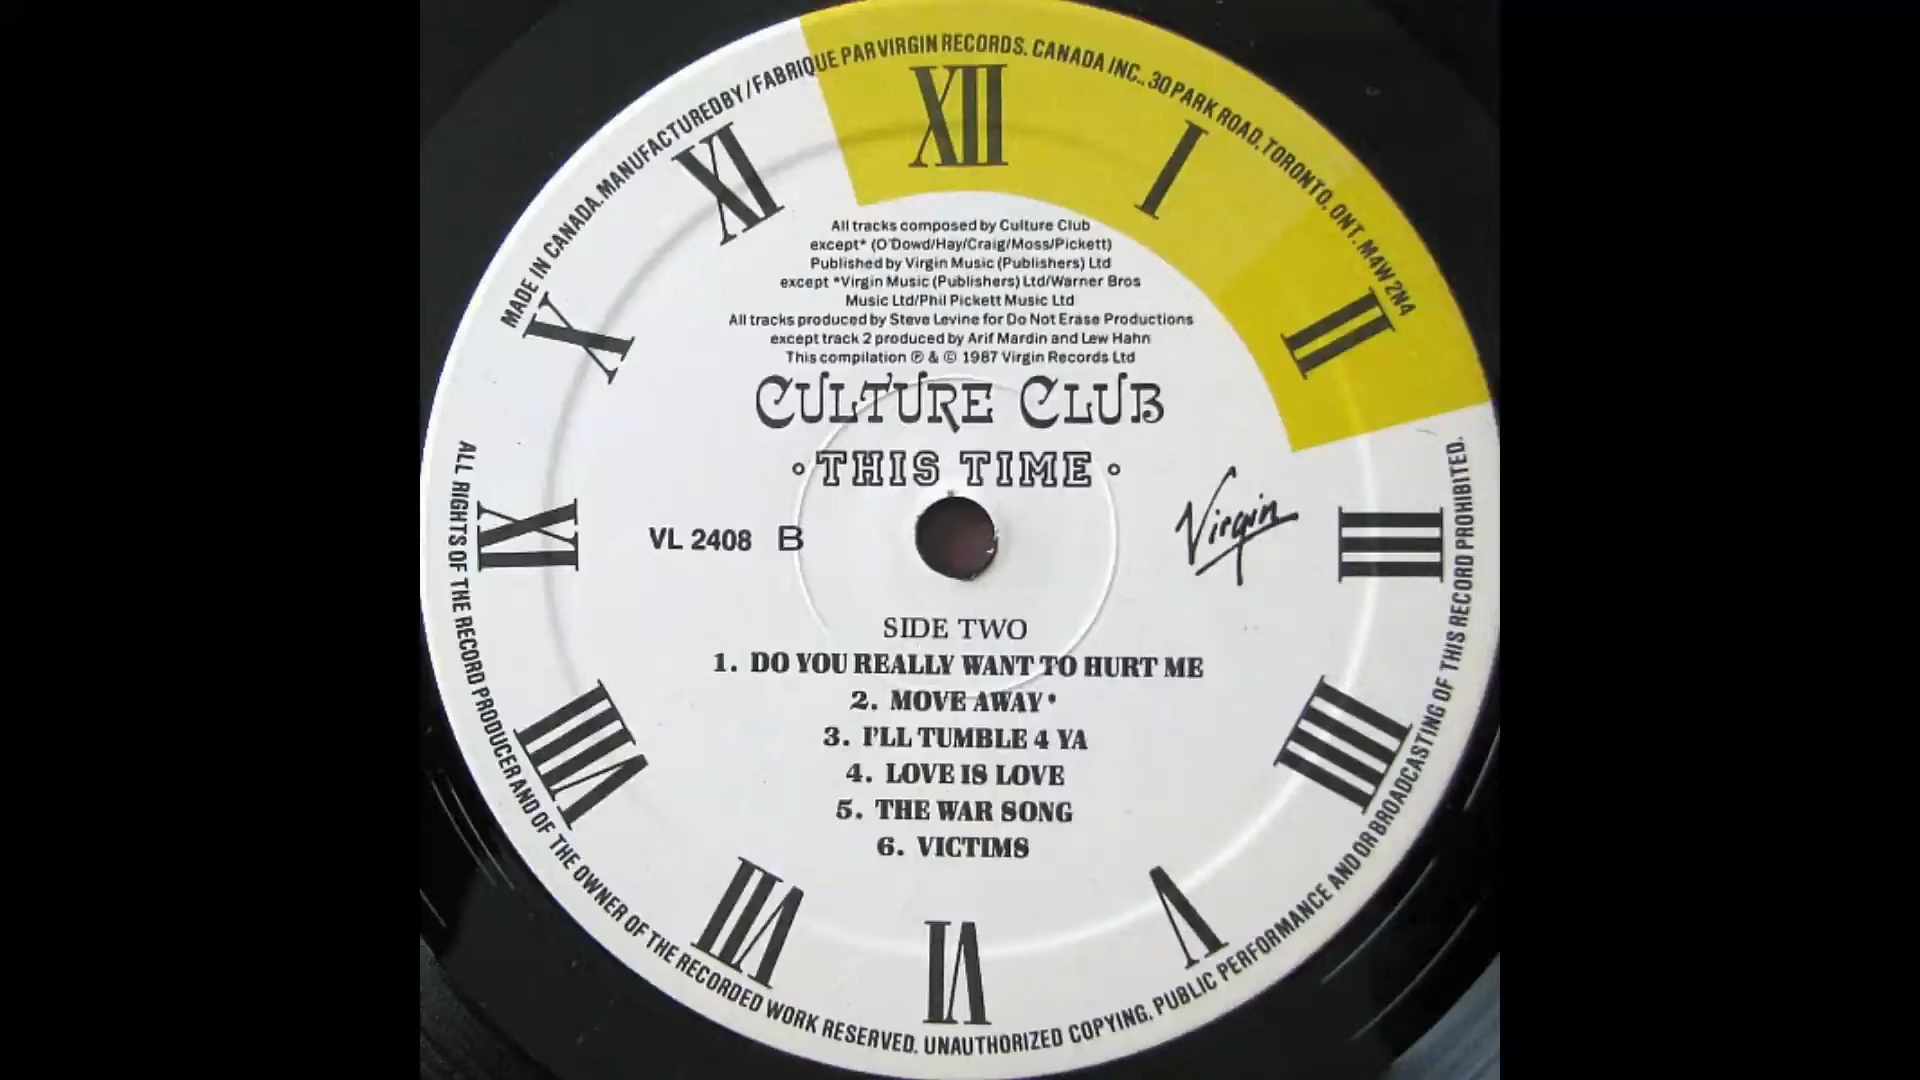 MADE IN CANADA. MANUFACTURED BY / FABRIQUE PAR VIRGIN RECORDS. CANADA INC., 30 PARK ROAD, TORONTO, ONT. M4W 2N4
XII
I
II
III
IIII
V
VI
VII
VIII
IX
X
XI
All tracks composed by Culture Club
except* (O'Dowd/Hay/Craig/Moss/Pickett)
Published by Virgin Music (Publishers) Ltd
except *Virgin Music (Publishers) Ltd/Warner Bros
Music Ltd/Phil Pickett Music Ltd
All tracks produced by Steve Levine for Do Not Erase Productions
except track 2 produced by Arif Mardin and Lew Hahn
This compilation ℗ & © 1987 Virgin Records Ltd
CULTURE CLUB
• THIS TIME •
VL 2408 B
Virgin
SIDE TWO
1. DO YOU REALLY WANT TO HURT ME
2. MOVE AWAY*
3. I'LL TUMBLE 4 YA
4. LOVE IS LOVE
5. THE WAR SONG
6. VICTIMS
ALL RIGHTS OF THE RECORD PRODUCER AND OF THE OWNER OF THE RECORDED WORK RESERVED. UNAUTHORIZED COPYING, PUBLIC PERFORMANCE AND/OR BROADCASTING OF THIS RECORD PROHIBITED.